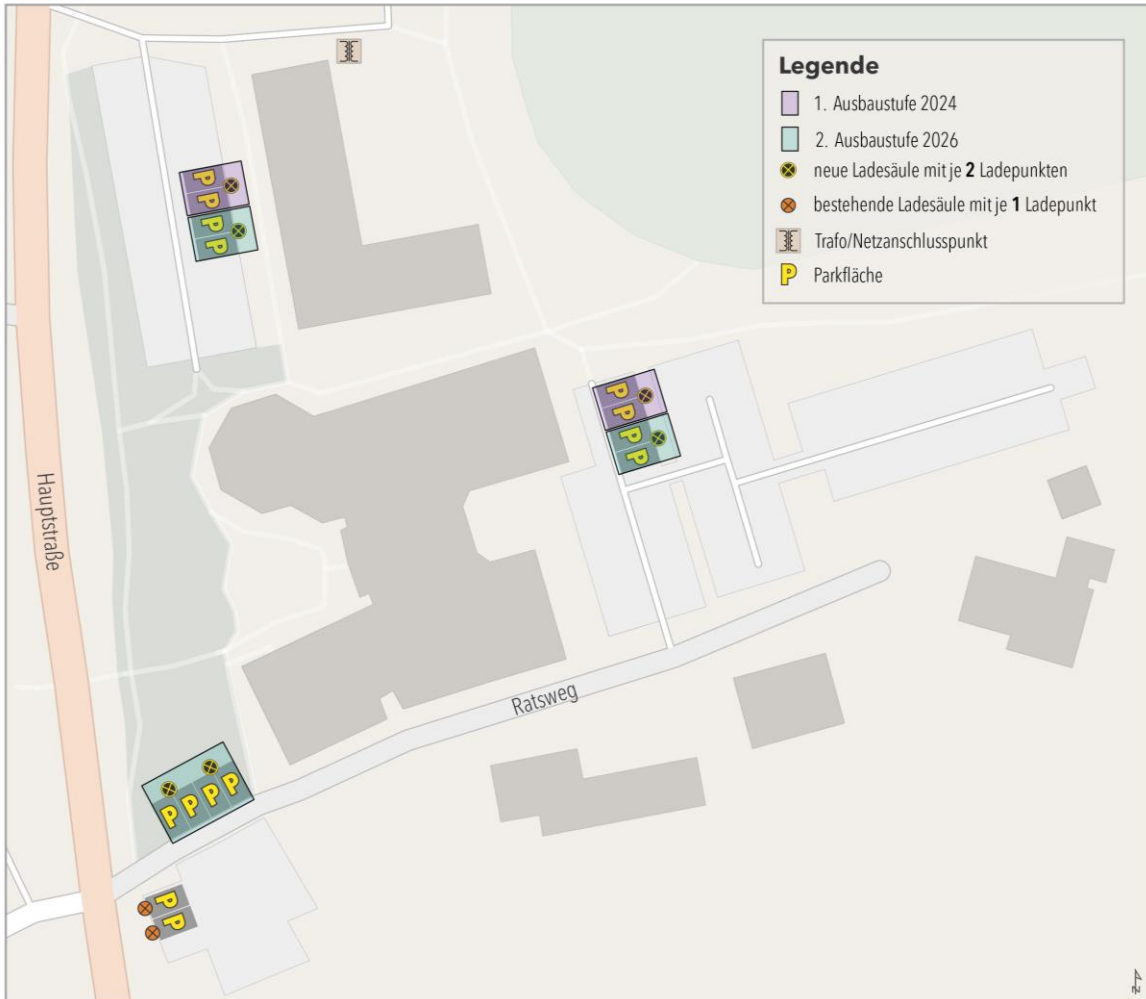 Legende
1. Ausbaustufe 2024
2. Ausbaustufe 2026
neue Ladesäule mit je 2 Ladepunkten
bestehende Ladesäule mit je 1 Ladepunkt
Trafo/Netzanschlusspunkt
P Parkfläche
P
P
P
P
P
P
P
P
Hauptstraße
Ratsweg
P P P P
P
P
N